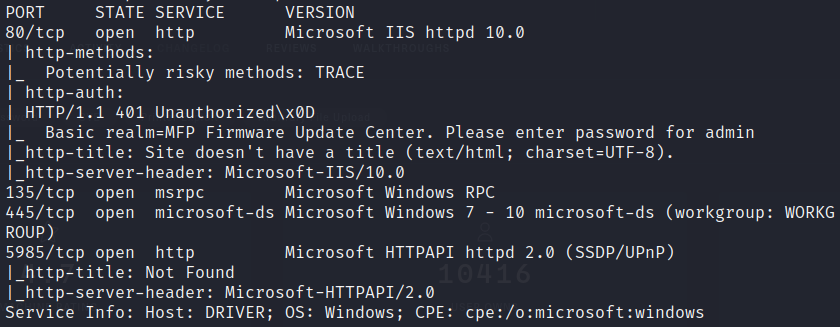 PORT     STATE SERVICE      VERSION
80/tcp   open  http         Microsoft IIS httpd 10.0
| http-methods:
|_  Potentially risky methods: TRACE
| http-auth:
| HTTP/1.1 401 Unauthorized\x0D
|_  Basic realm=MFP Firmware Update Center. Please enter password for admin
|_http-title: Site doesn't have a title (text/html; charset=UTF-8).
|_http-server-header: Microsoft-IIS/10.0
135/tcp  open  msrpc        Microsoft Windows RPC
445/tcp  open  microsoft-ds Microsoft Windows 7 - 10 microsoft-ds (workgroup: WORKG
ROUP)
5985/tcp open  http         Microsoft HTTPAPI httpd 2.0 (SSDP/UPnP)
|_http-title: Not Found
10416
|_http-server-header: Microsoft-HTTPAPI/2.0
Service Info: Host: DRIVER; OS: Windows; CPE: cpe:/o:microsoft:windows